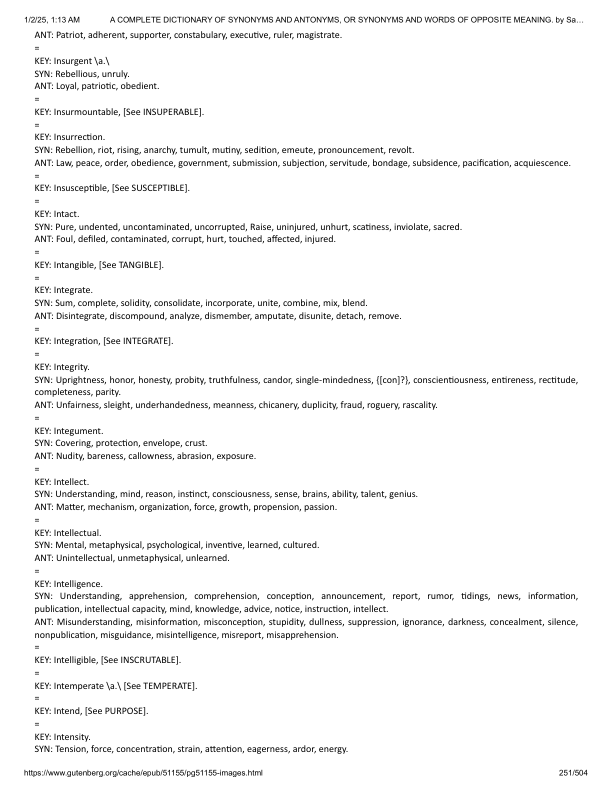 1/2/25, 1:13 AM A COMPLETE DICTIONARY OF SYNONYMS AND ANTONYMS, OR SYNONYMS AND WORDS OF OPPOSITE MEANING. by Sa…
ANT: Patriot, adherent, supporter, constabulary, executive, ruler, magistrate.
=
KEY: Insurgent \a.\
SYN: Rebellious, unruly.
ANT: Loyal, patriotic, obedient.
=
KEY: Insurmountable, [See INSUPERABLE].
=
KEY: Insurrection.
SYN: Rebellion, riot, rising, anarchy, tumult, mutiny, sedition, emeute, pronouncement, revolt.
ANT: Law, peace, order, obedience, government, submission, subjection, servitude, bondage, subsidence, pacification, acquiescence.
=
KEY: Insusceptible, [See SUSCEPTIBLE].
=
KEY: Intact.
SYN: Pure, undented, uncontaminated, uncorrupted, Raise, uninjured, unhurt, scatiness, inviolate, sacred.
ANT: Foul, defiled, contaminated, corrupt, hurt, touched, affected, injured.
=
KEY: Intangible, [See TANGIBLE].
=
KEY: Integrate.
SYN: Sum, complete, solidity, consolidate, incorporate, unite, combine, mix, blend.
ANT: Disintegrate, discompound, analyze, dismember, amputate, disunite, detach, remove.
=
KEY: Integration, [See INTEGRATE].
=
KEY: Integrity.
SYN: Uprightness, honor, honesty, probity, truthfulness, candor, single-mindedness, {[con]?}, conscientiousness, entireness, rectitude,
completeness, parity.
ANT: Unfairness, sleight, underhandedness, meanness, chicanery, duplicity, fraud, roguery, rascality.
=
KEY: Integument.
SYN: Covering, protection, envelope, crust.
ANT: Nudity, bareness, callowness, abrasion, exposure.
=
KEY: Intellect.
SYN: Understanding, mind, reason, instinct, consciousness, sense, brains, ability, talent, genius.
ANT: Matter, mechanism, organization, force, growth, propension, passion.
=
KEY: Intellectual.
SYN: Mental, metaphysical, psychological, inventive, learned, cultured.
ANT: Unintellectual, unmetaphysical, unlearned.
=
KEY: Intelligence.
SYN: Understanding, apprehension, comprehension, conception, announcement, report, rumor, tidings, news, information,
publication, intellectual capacity, mind, knowledge, advice, notice, instruction, intellect.
ANT: Misunderstanding, misinformation, misconception, stupidity, dullness, suppression, ignorance, darkness, concealment, silence,
nonpublication, misguidance, misintelligence, misreport, misapprehension.
=
KEY: Intelligible, [See INSCRUTABLE].
=
KEY: Intemperate \a.\ [See TEMPERATE].
=
KEY: Intend, [See PURPOSE].
=
KEY: Intensity.
SYN: Tension, force, concentration, strain, attention, eagerness, ardor, energy.
https://www.gutenberg.org/cache/epub/51155/pg51155-images.html 251/504